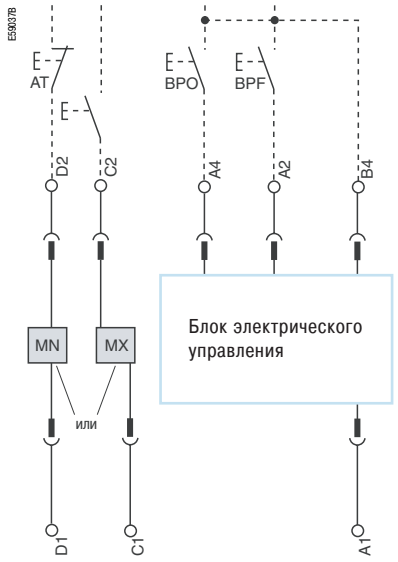 E59037B
AT
BPO
BPF
D2
C2
A4
A2
B4
MN
MX
Блок электрического
управления
или
D1
C1
A1